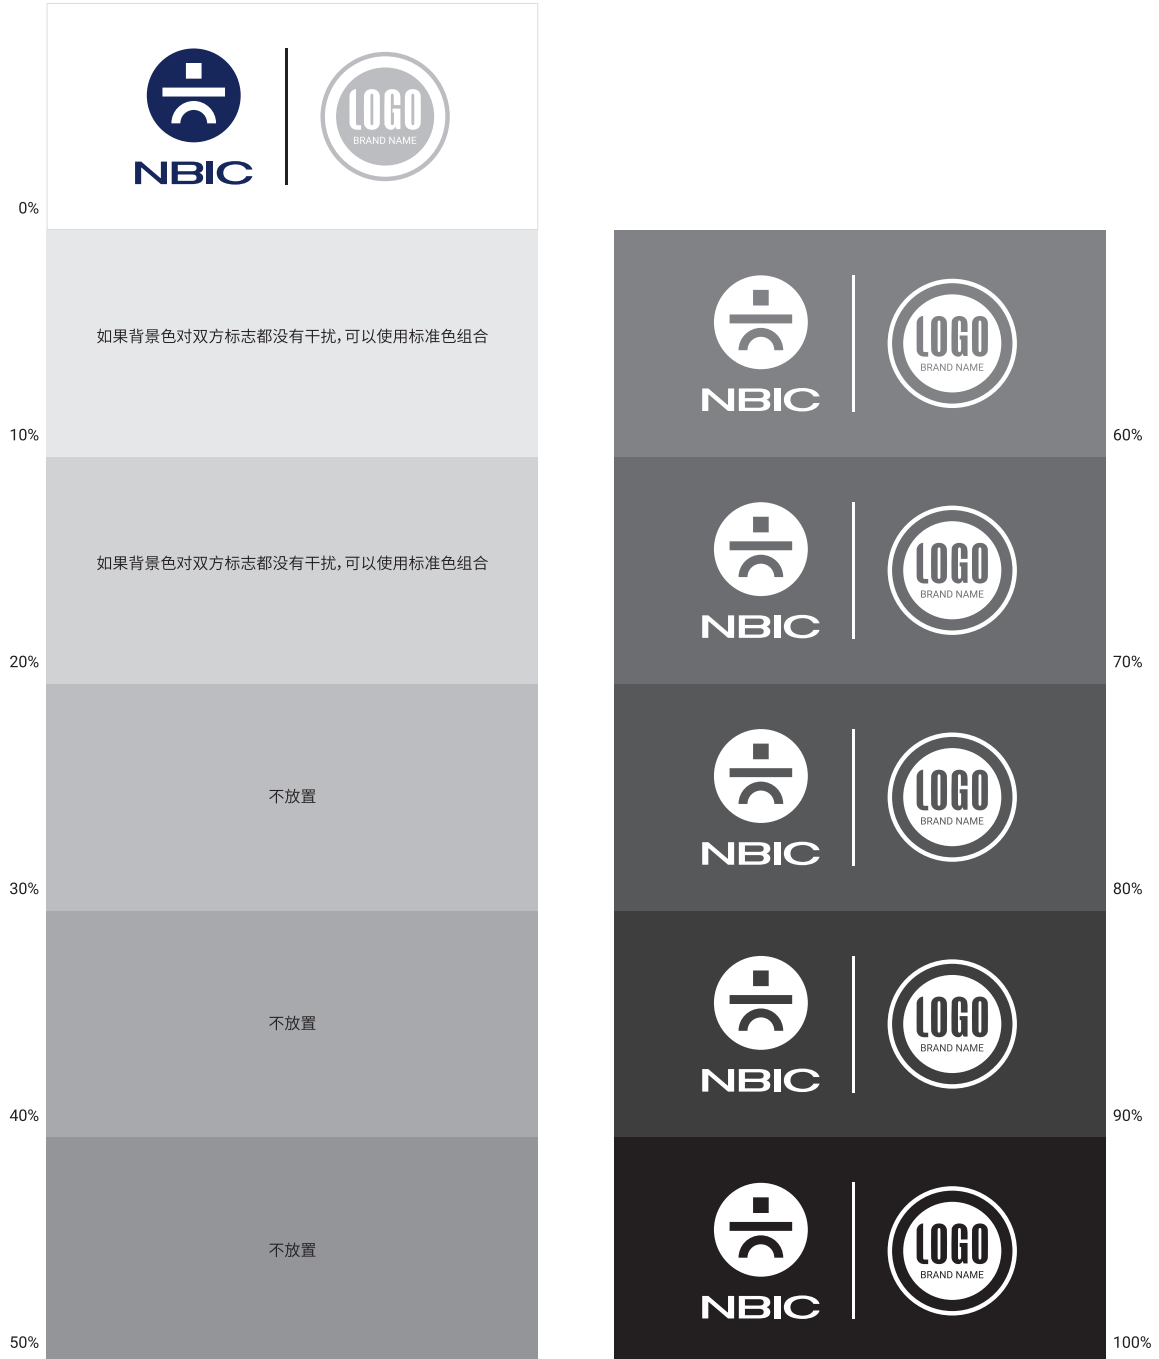 LOGO
BRAND NAME
NBIC
0%
如果背景色对双方标志都没有干扰,可以使用标准色组合
10%
如果背景色对双方标志都没有干扰,可以使用标准色组合
20%
不放置
30%
不放置
40%
不放置
50%
LOGO
BRAND NAME
NBIC
60%
LOGO
BRAND NAME
NBIC
70%
LOGO
BRAND NAME
NBIC
80%
LOGO
BRAND NAME
NBIC
90%
LOGO
BRAND NAME
NBIC
100%